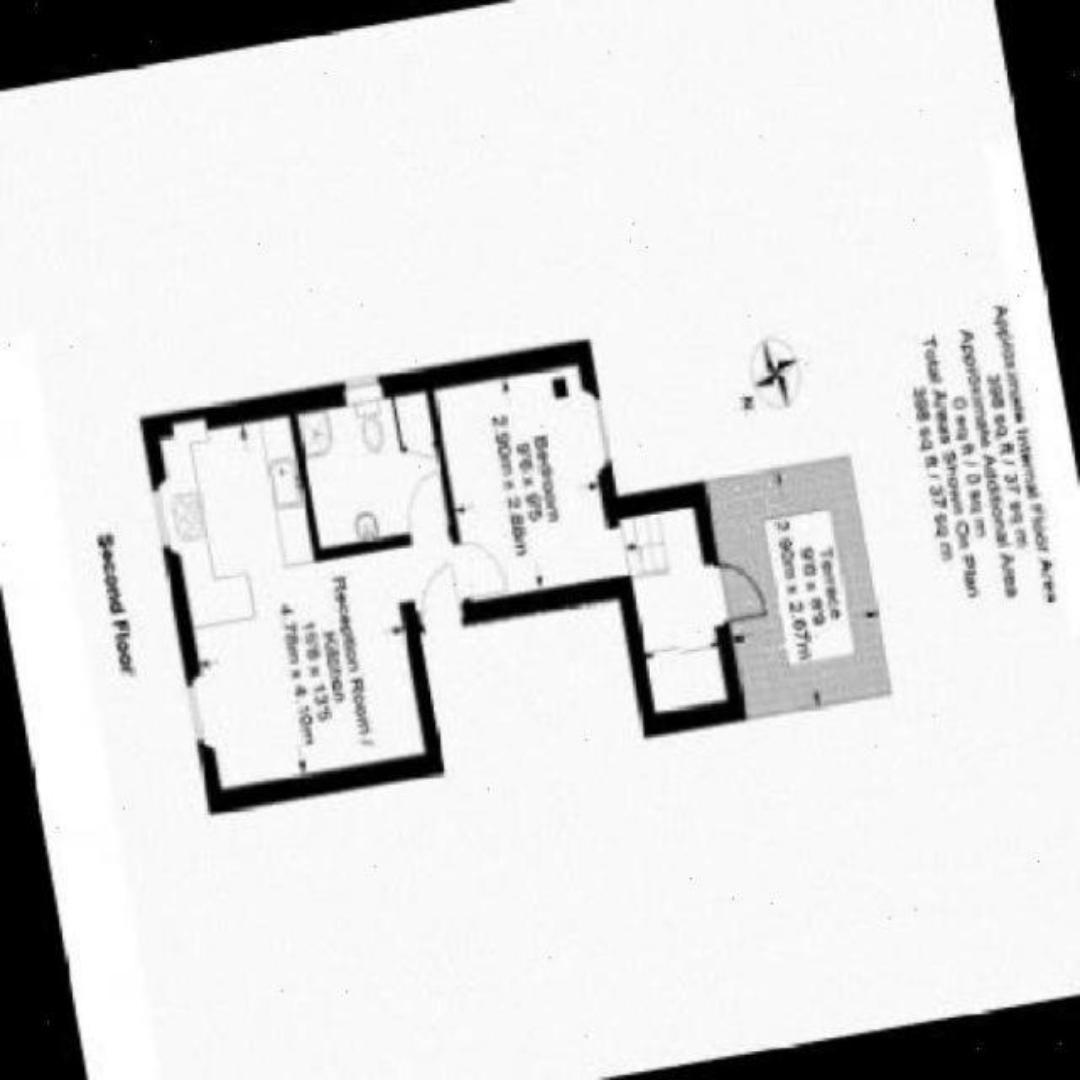 Approximate Internal Floor Area
398 sq ft / 37 sq m
Approximate Additional Area
0 sq ft / 0 sq m
Total Areas Shown On Plan
398 sq ft / 37 sq m
N
Terrace
9'6 x 8'9
2.90m x 2.67m
Bedroom
9'6 x 9'5
2.90m x 2.88m
Reception Room /
Kitchen
15'8 x 13'5
4.78m x 4.10m
Second Floor